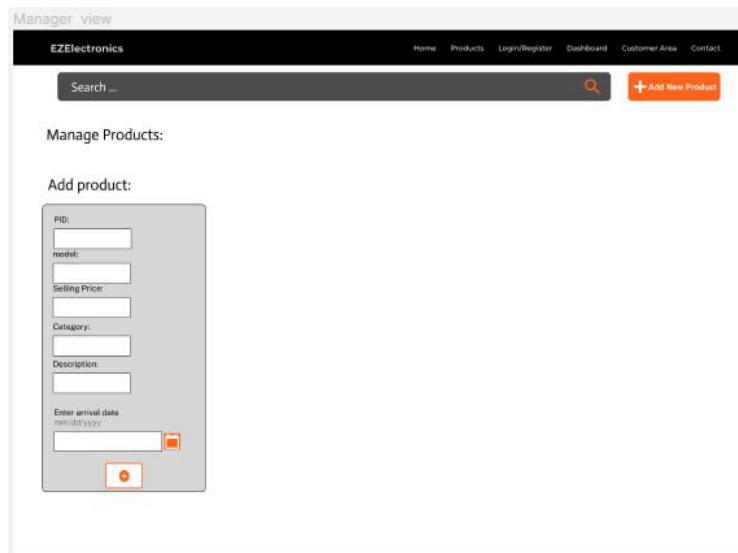 Manager view
EZElectronics Home Products Login/Register Dashboard Customer Area Contact
Search ... Add New Product
Manage Products:
Add product:
PID:
model:
Selling Price:
Category:
Description:
Enter arrival date
mm/dd/yyyy